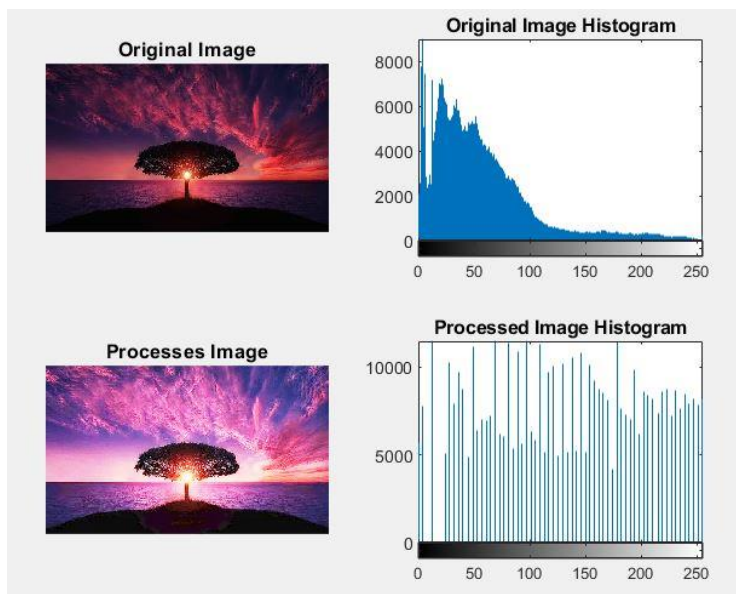 Original Image
Original Image Histogram
8000
6000
4000
2000
0
0 50 100 150 200 250
Processes Image
Processed Image Histogram
10000
5000
0
0 50 100 150 200 250